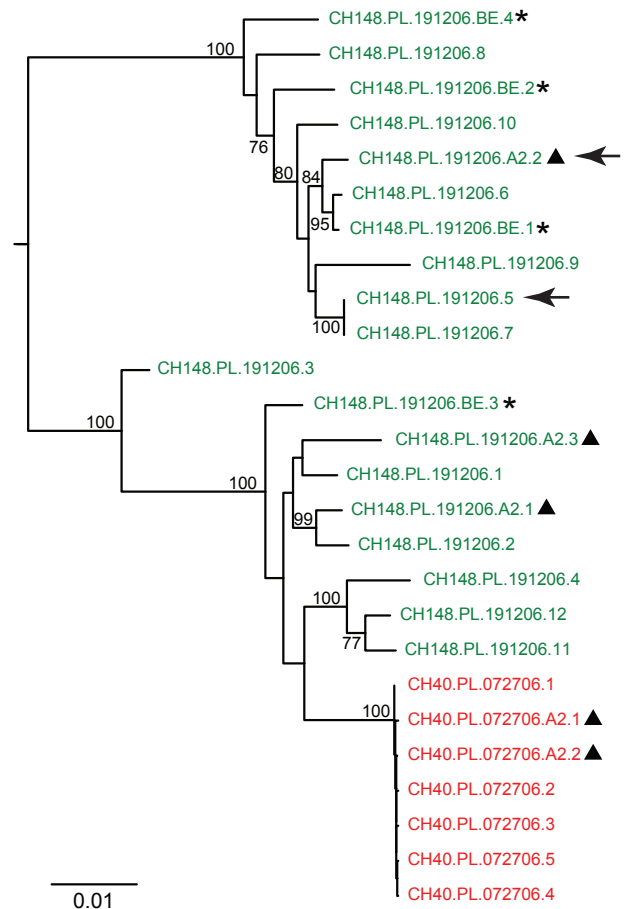 CH148.PL.191206.BE.4*
100
CH148.PL.191206.8
CH148.PL.191206.BE.2*
76
CH148.PL.191206.10
80
84
CH148.PL.191206.A2.2▲
CH148.PL.191206.6
95
CH148.PL.191206.BE.1*
CH148.PL.191206.9
CH148.PL.191206.5
100
CH148.PL.191206.7
CH148.PL.191206.3
100
CH148.PL.191206.BE.3*
CH148.PL.191206.A2.3▲
CH148.PL.191206.1
100
CH148.PL.191206.A2.1▲
99
CH148.PL.191206.2
CH148.PL.191206.4
100
CH148.PL.191206.12
77
CH148.PL.191206.11
CH40.PL.072706.1
100
CH40.PL.072706.A2.1▲
CH40.PL.072706.A2.2▲
CH40.PL.072706.2
CH40.PL.072706.3
CH40.PL.072706.5
CH40.PL.072706.4
0.01